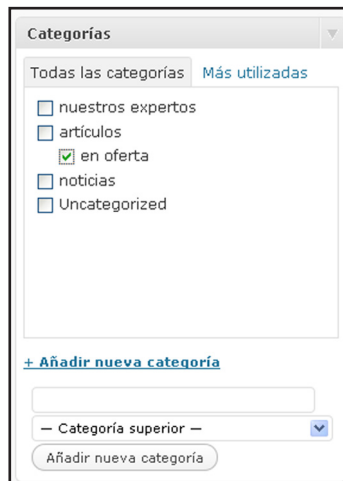 Categorías
Todas las categorías Más utilizadas
nuestros expertos
artículos
en oferta
noticias
Uncategorized
+ Añadir nueva categoría
— Categoría superior —
Añadir nueva categoría